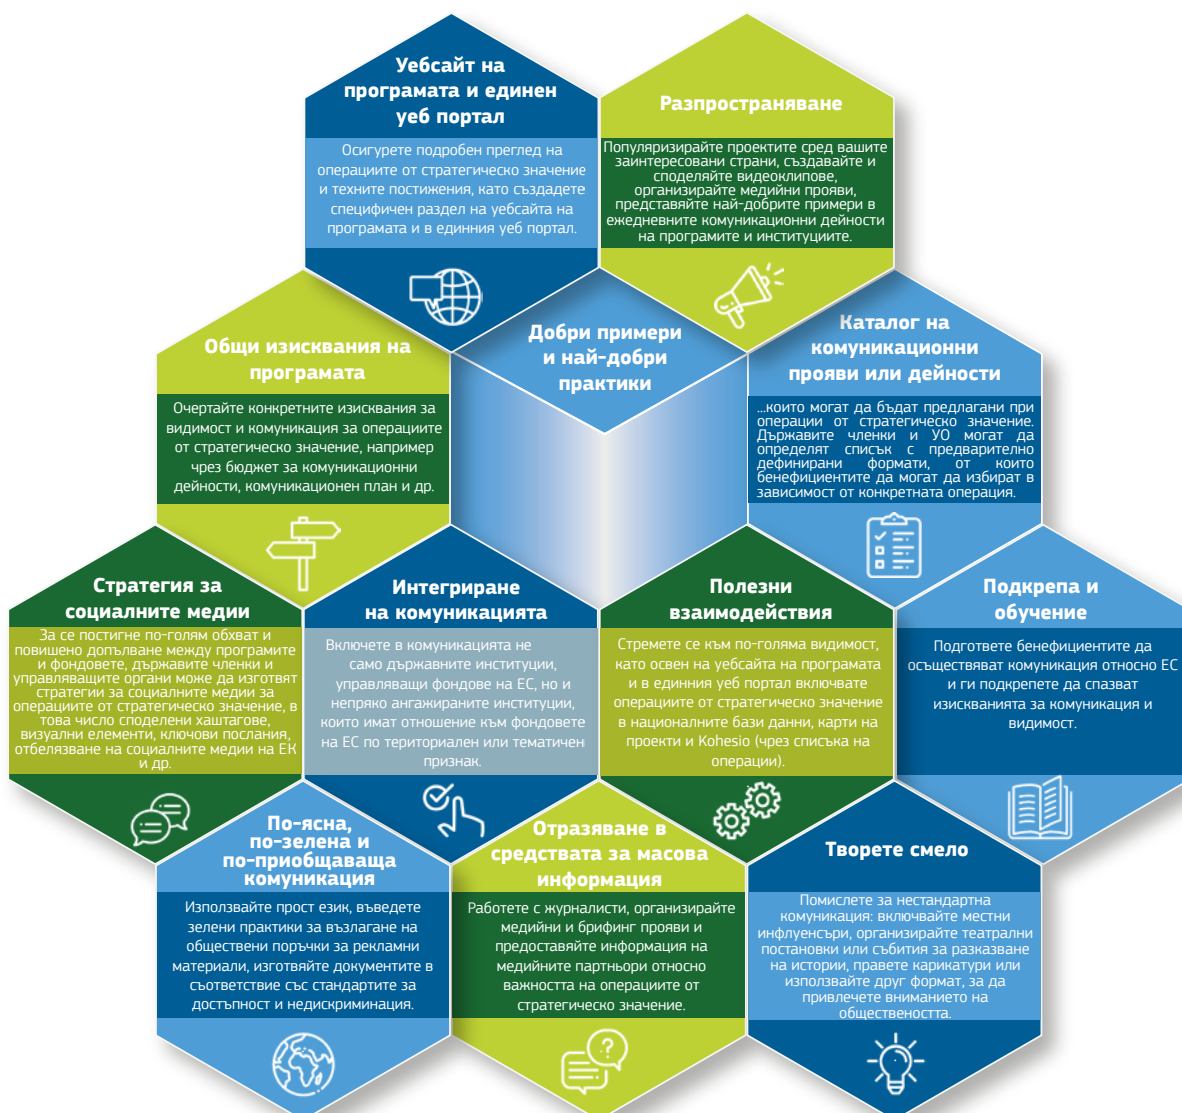 Уебсайт на
програмата и единен
уеб портал
Осигурете подробен преглед на
операциите от стратегическо значение
и техните постижения, като създадете
специфичен раздел на уебсайта на
програмата и в единния уеб портал.
Разпространяване
Популяризирайте проектите сред вашите
заинтересовани страни, създавайте и
споделяйте видеоклипове,
организирайте медийни прояви,
представяйте най-добрите примери в
ежедневните комуникационни дейности
на програмите и институциите.
Общи изисквания на
програмата
Очертайте конкретните изисквания за
видимост и комуникация за операциите
от стратегическо значение, например
чрез бюджет за комуникационни
дейности, комуникационен план и др.
Добри примери
и най-добри
практики
Каталог на
комуникационни
прояви или дейности
...които могат да бъдат предлагани при
операции от стратегическо значение.
Държавите членки и УО могат да
определят списък с предварително
дефинирани формати, от които
бенефициентите да могат да избират в
зависимост от конкретната операция.
Стратегия за
социалните медии
За се постигне по-голям обхват и
повишено допълване между програмите
и фондовете, държавите членки и
управляващите органи може да изготвят
стратегии за социалните медии за
операциите от стратегическо значение, в
това число споделени хаштагове,
визуални елементи, ключови послания,
отбелязване на социалните медии на ЕК
и др.
Интегриране
на комуникацията
Включете в комуникацията не
само държавните институции,
управляващи фондове на ЕС, но и
непряко ангажираните институции,
които имат отношение към фондовете
на ЕС по териториален или тематичен
признак.
Полезни
взаимодействия
Стремете се към по-голяма видимост,
като освен на уебсайта на програмата
и в единния уеб портал включвате
операциите от стратегическо значение
в националните бази данни, карти на
проекти и Kohesio (чрез списъка на
операции).
Подкрепа и
обучение
Подгответе бенефициентите да
осъществяват комуникация относно ЕС
и ги подкрепете да спазват
изискванията за комуникация и
видимост.
По-ясна,
по-зелена и
по-приобщаваща
комуникация
Използвайте прост език, въведете
зелени практики за възлагане на
обществени поръчки за рекламни
материали, изготвяйте документите в
съответствие със стандартите за
достъпност и недискриминация.
Отразяване в
средствата за масова
информация
Работете с журналисти, организирайте
медийни и брифинг прояви и
предоставяйте информация на
медийните партньори относно
важността на операциите от
стратегическо значение.
Творете смело
Помислете за нестандартна
комуникация: включвайте местни
инфлуенсъри, организирайте театрални
постановки или събития за разказване
на истории, правете карикатури или
използвайте друг формат, за да
привлечете вниманието на
обществеността.